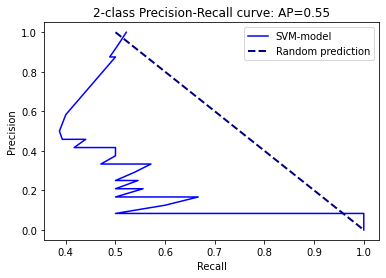 2-class Precision-Recall curve: AP=0.55
1.0
0.8
0.6
0.4
0.2
0.0
Precision
SVM-model
Random prediction
0.4 0.5 0.6 0.7 0.8 0.9 1.0
Recall